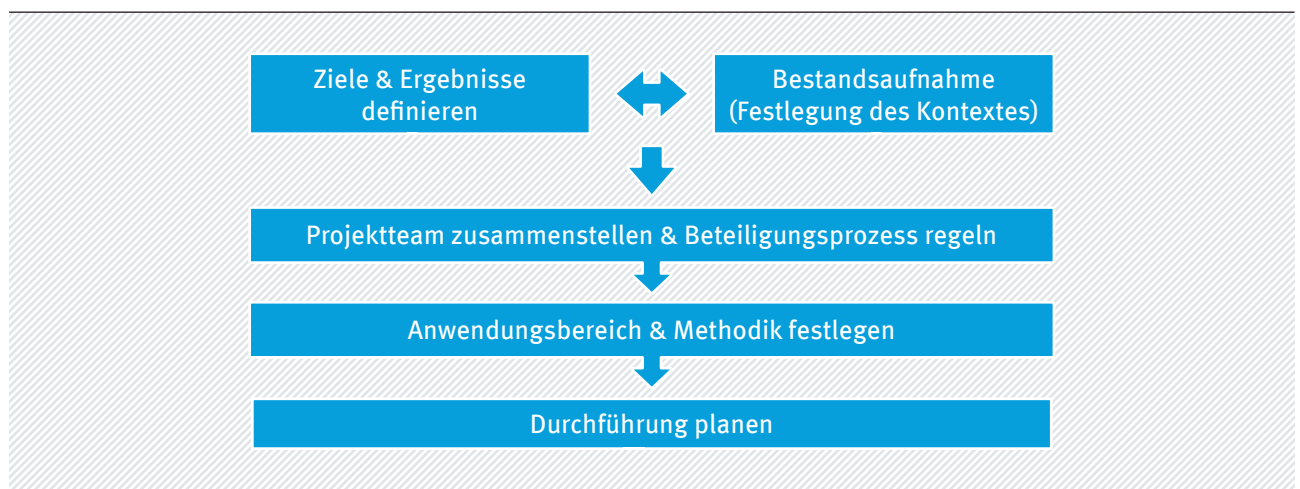 Ziele & Ergebnisse
definieren
Bestandsaufnahme
(Festlegung des Kontextes)
Projektteam zusammenstellen & Beteiligungsprozess regeln
Anwendungsbereich & Methodik festlegen
Durchführung planen